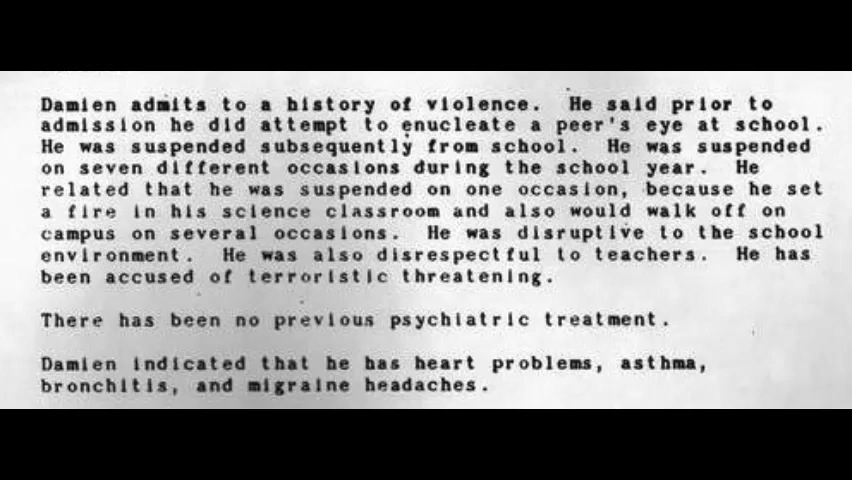 Damien admits to a history of violence. He said prior to
admission he did attempt to enucleate a peer's eye at school.
He was suspended subsequently from school. He was suspended
on seven different occasions during the school year. He
related that he was suspended on one occasion, because he set
a fire in his science classroom and also would walk off on
campus on several occasions. He was disruptive to the school
environment. He was also disrespectful to teachers. He has
been accused of terroristic threatening.
There has been no previous psychiatric treatment.
Damien indicated that he has heart problems, asthma,
bronchitis, and migraine headaches.